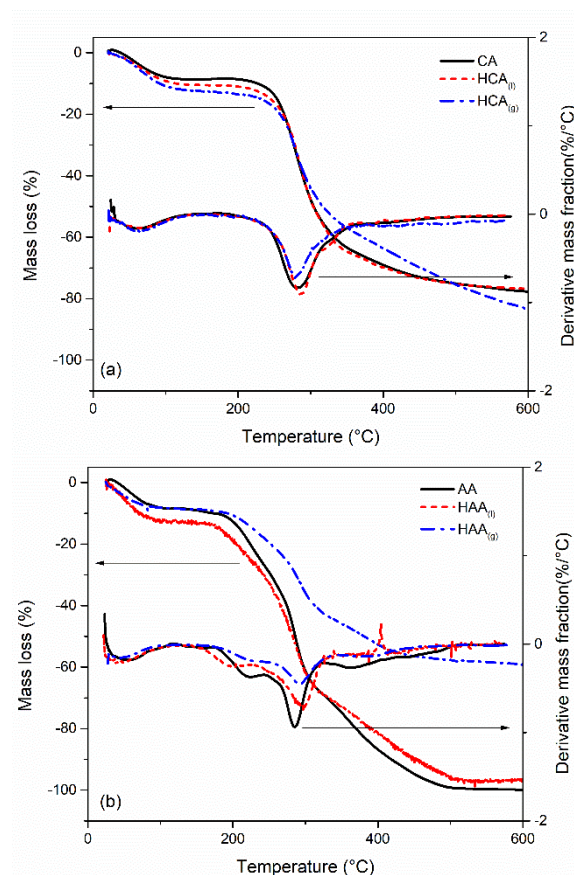 0
-20
-40
-60
-80
-100
Mass loss (%)
2
1
0
-1
-2
Derivative mass fraction(%/°C)
CA
HCA(l)
HCA(g)
(a)
0 200 400 600
Temperature (°C)
0
-20
-40
-60
-80
-100
Mass loss (%)
2
1
0
-1
-2
Derivative mass fraction(%/°C)
AA
HAA(l)
HAA(g)
(b)
0 200 400 600
Temperature (°C)